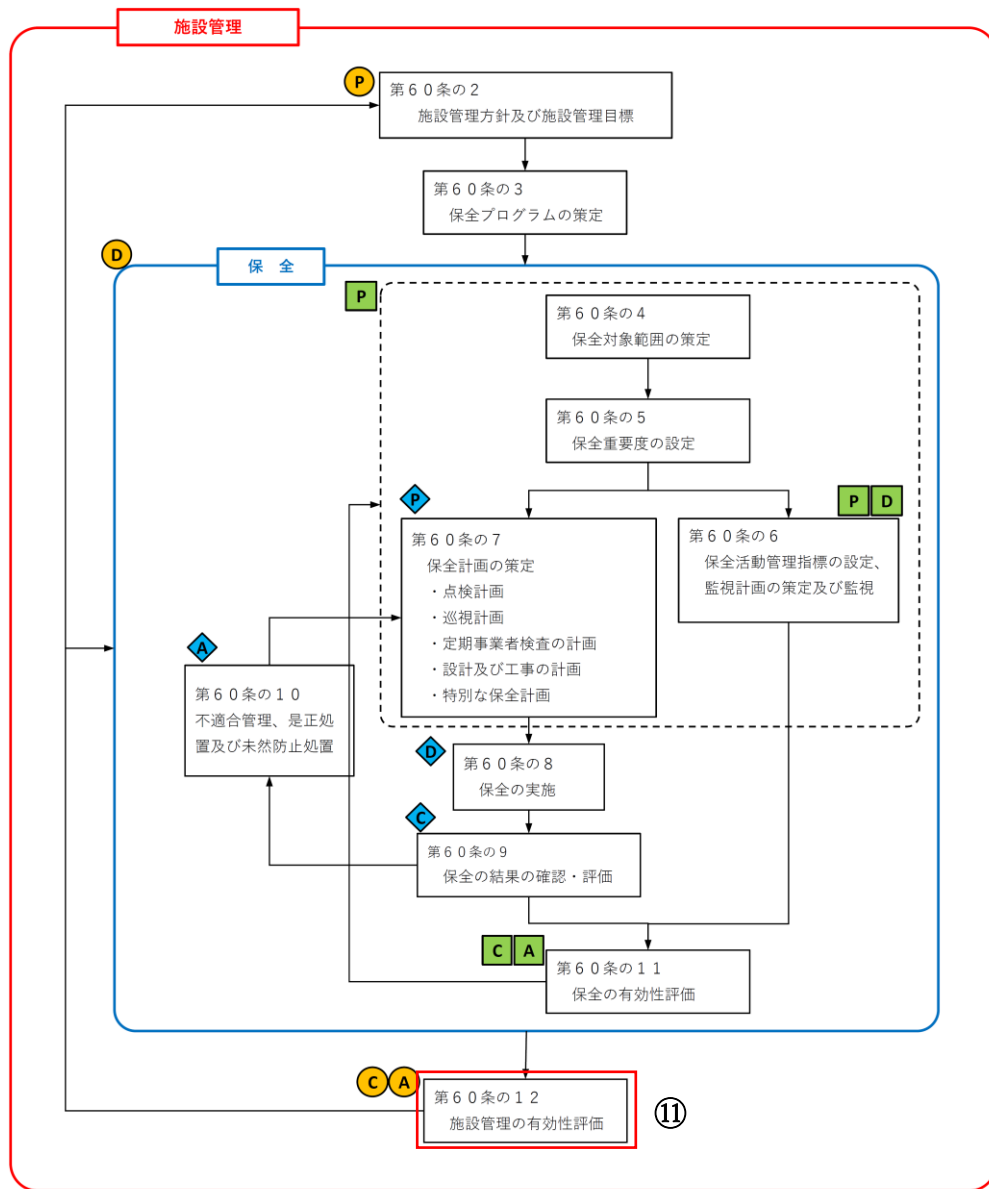 施設管理
P
第60条の2
施設管理方針及び施設管理目標
第60条の3
保全プログラムの策定
D
保 全
P
第60条の4
保全対象範囲の策定
第60条の5
保全重要度の設定
P
P D
第60条の7
保全計画の策定
・点検計画
・巡視計画
・定期事業者検査の計画
・設計及び工事の計画
・特別な保全計画
第60条の6
保全活動管理指標の設定、
監視計画の策定及び監視
A
第60条の10
不適合管理、是正処
置及び未然防止処置
D
第60条の8
保全の実施
C
第60条の9
保全の結果の確認・評価
C A
第60条の11
保全の有効性評価
C A
第60条の12
施設管理の有効性評価
⑪